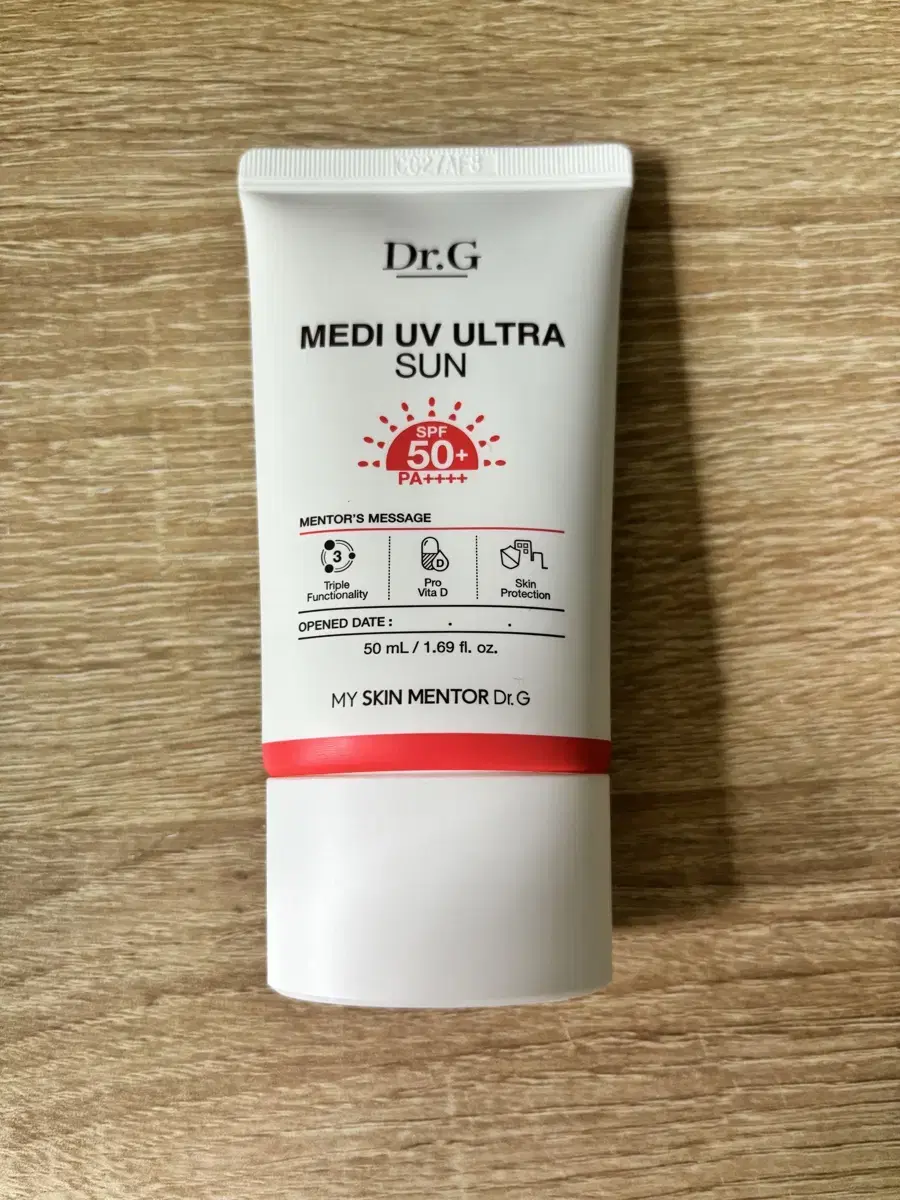 Dr.G
MEDI UV ULTRA
SUN
SPF
50+
PA++++
MENTOR'S MESSAGE
3
Triple
Functionality
D
Pro
Vita D
Skin
Protection
OPENED DATE : . .
50 mL / 1.69 fl. oz.
MY SKIN MENTOR Dr.G